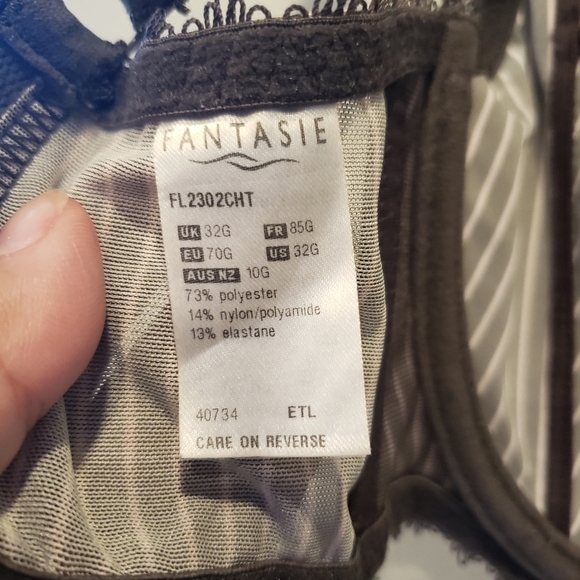 FANTASIE
FL2302CHT
UK 32G FR 85G
EU 70G US 32G
AUS NZ 10G
73% polyester
14% nylon/polyamide
13% elastane
40734 ETL
CARE ON REVERSE